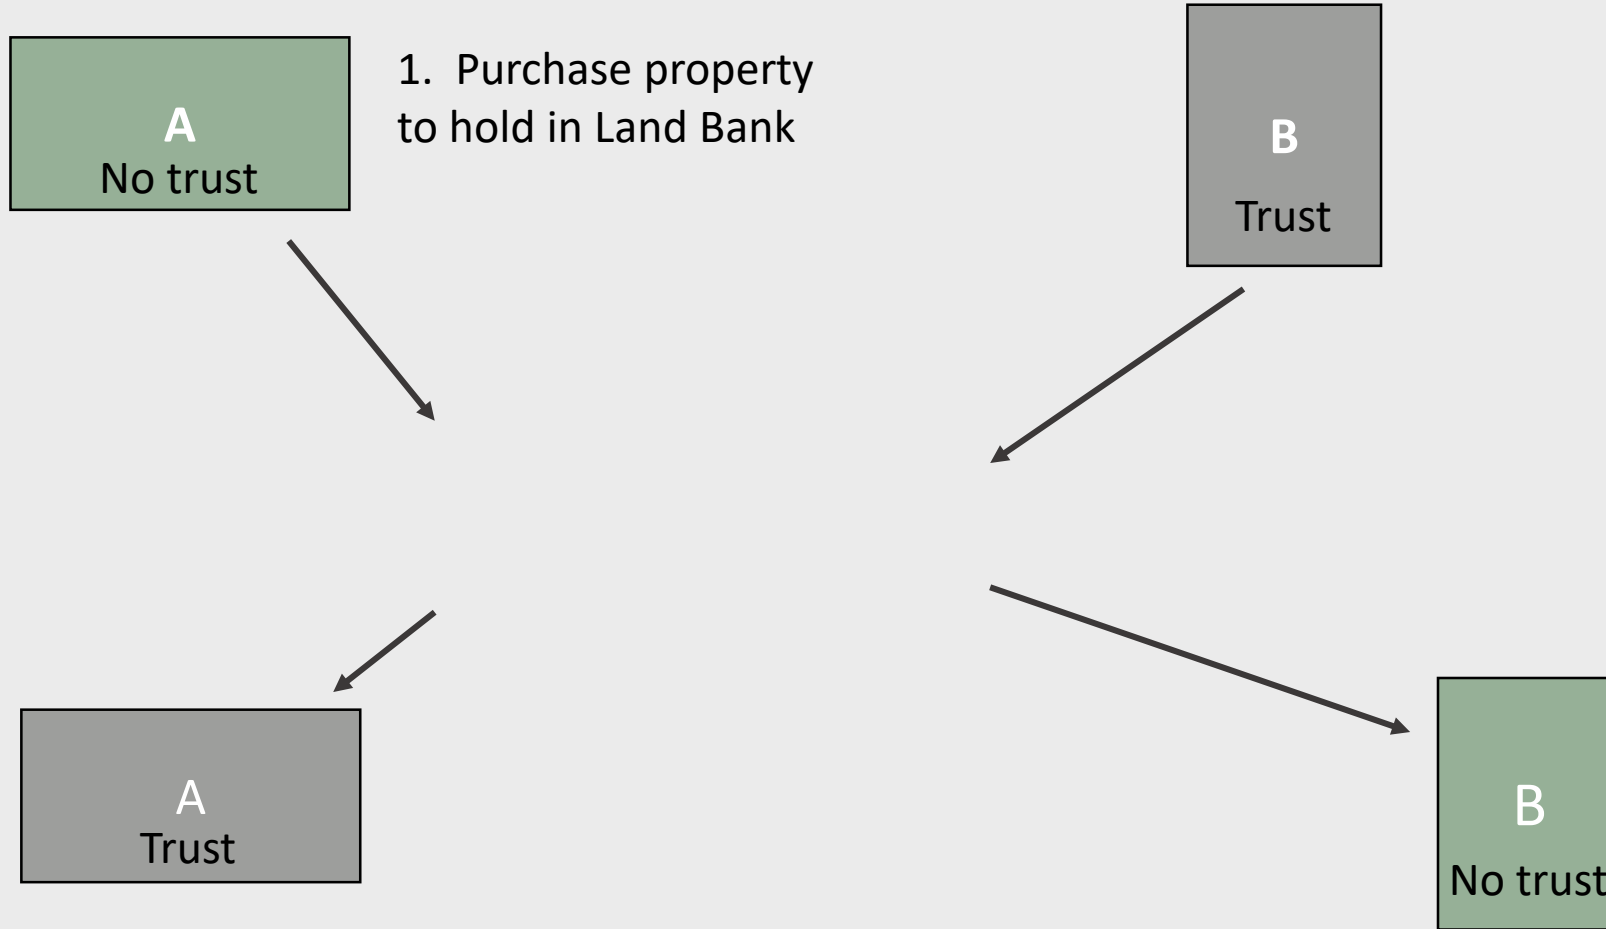 A
No trust
1. Purchase property
to hold in Land Bank
B
Trust
A
Trust
B
No trust